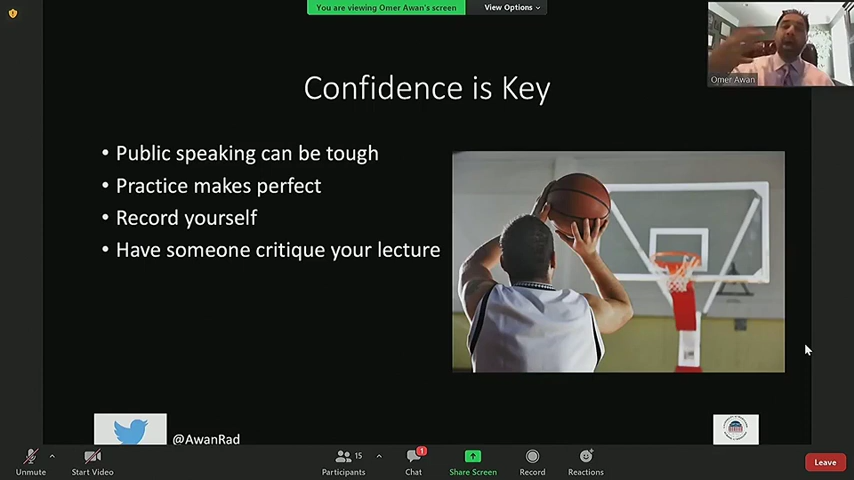 You are viewing Omer Awan's screen
View Options
Omer Awan
Confidence is Key
• Public speaking can be tough
• Practice makes perfect
• Record yourself
• Have someone critique your lecture
@AwanRad
Unmute
Start Video
15
Participants
1
Chat
Share Screen
Record
Reactions
Leave